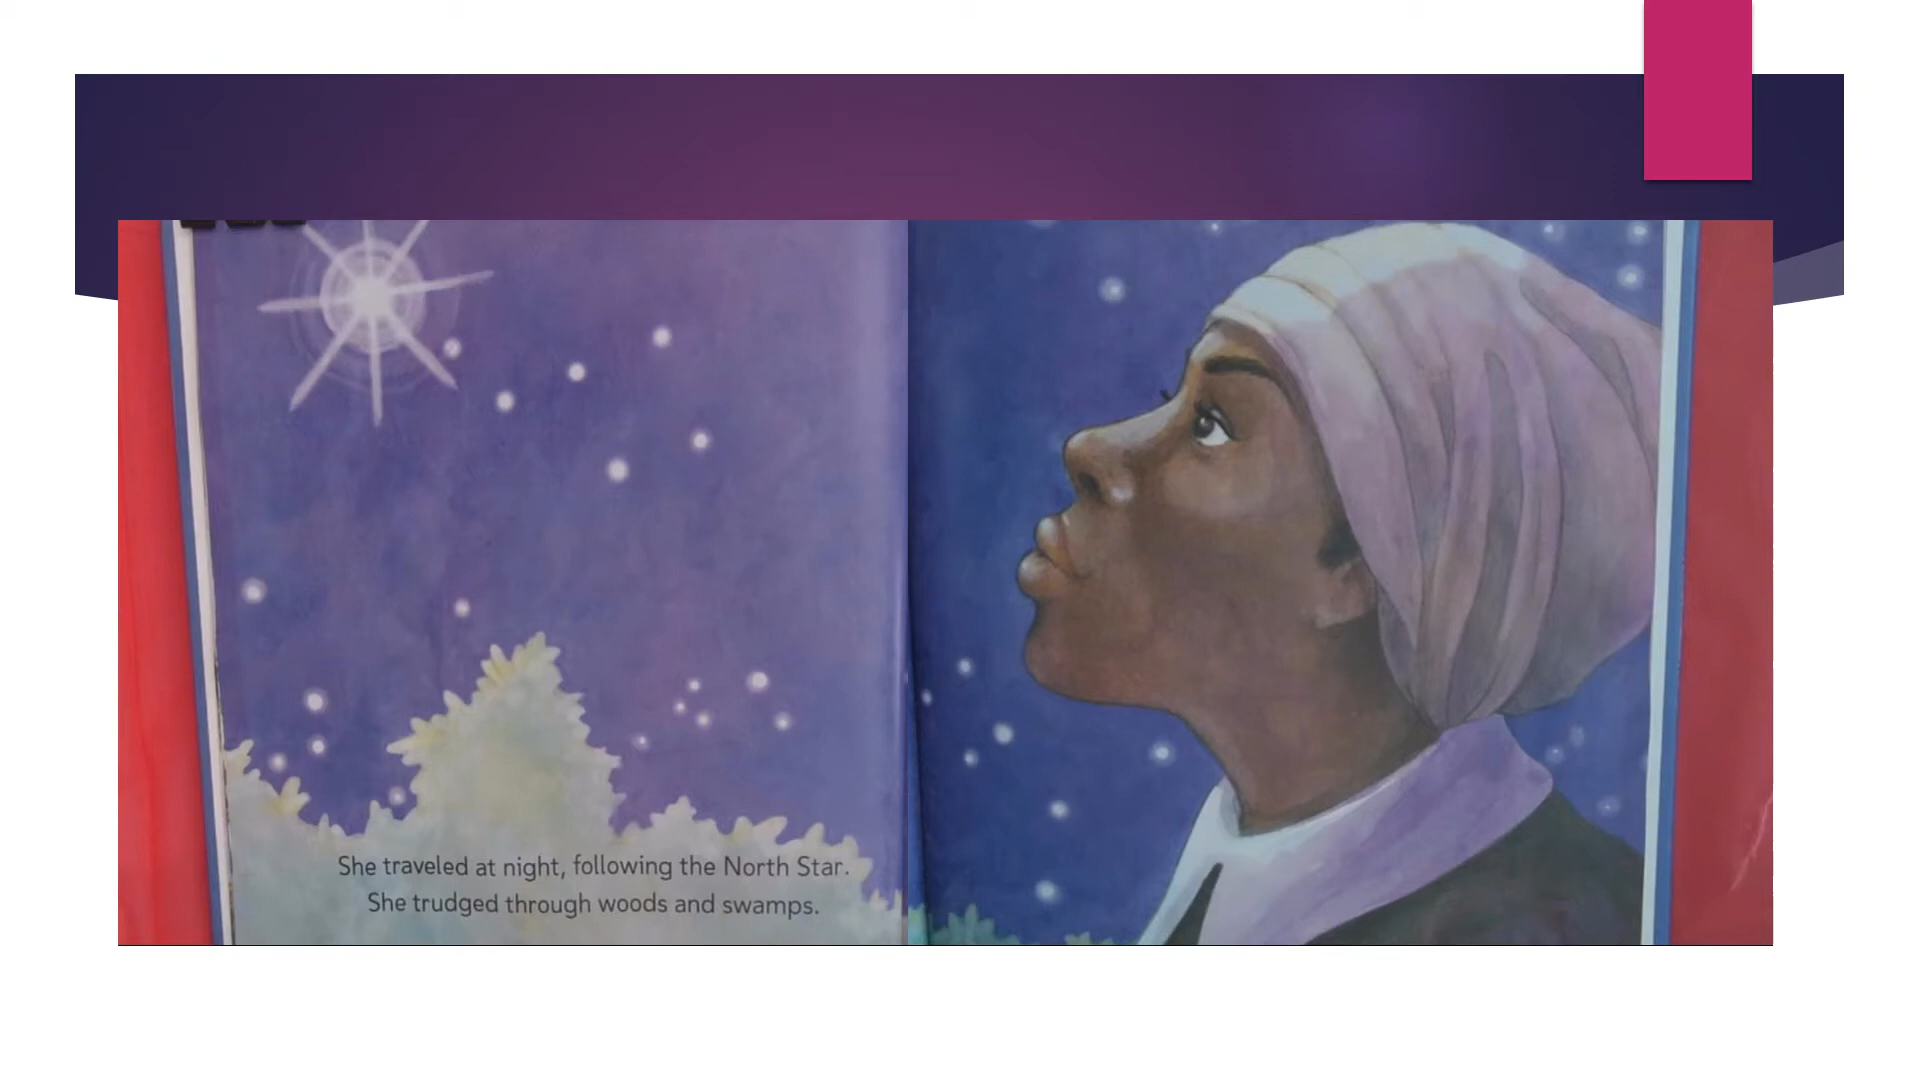 She traveled at night, following the North Star.
She trudged through woods and swamps.